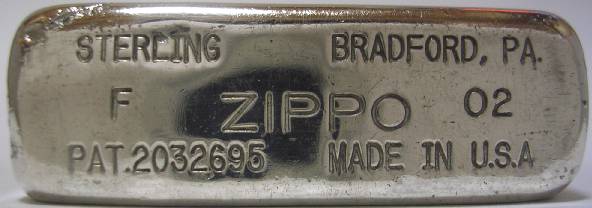 STERLING BRADFORD, PA.
F ZIPPO 02
PAT.2032695 MADE IN U.S.A